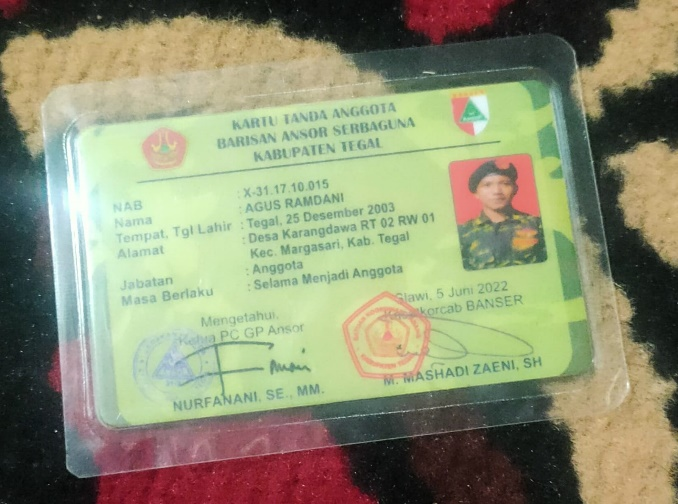 KARTU TANDA ANGGOTA
BARISAN ANSOR SERBAGUNA
KABUPATEN TEGAL
NAB : X-31.17.10.015
Nama : AGUS RAMDANI
Tempat, Tgl Lahir : Tegal, 25 Desember 2003
Alamat : Desa Karangdawa RT 02 RW 01
Kec. Margasari, Kab. Tegal
Jabatan : Anggota
Masa Berlaku : Selama Menjadi Anggota
Mengetahui,
Ketua PC GP Ansor
NURFANANI, SE., MM.
Slawi, 5 Juni 2022
BANSER
M. MASHADI ZAENI, SH